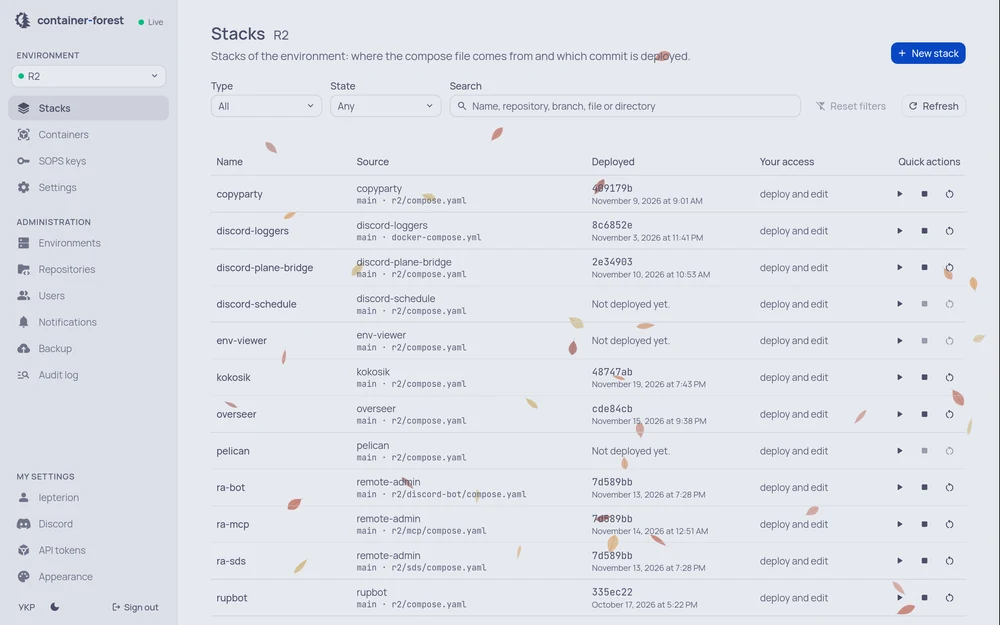 container-forest
Live
ENVIRONMENT
R2
Stacks
Containers
SOPS keys
Settings
ADMINISTRATION
Environments
Repositories
Users
Notifications
Backup
Audit log
MY SETTINGS
lepterion
Discord
API tokens
Appearance
УКР Sign out
Stacks R2
Stacks of the environment: where the compose file comes from and which commit is deployed.
+ New stack
Type State Search
All Any Name, repository, branch, file or directory Reset filters Refresh
Name Source Deployed Your access Quick actions
copyparty copyparty 409179b deploy and edit
main · r2/compose.yaml November 9, 2026 at 9:01 AM
discord-loggers discord-loggers 8c6852e deploy and edit
main · docker-compose.yml November 3, 2026 at 11:41 PM
discord-plane-bridge discord-plane-bridge 2e34903 deploy and edit
main · r2/compose.yaml November 10, 2026 at 10:53 AM
discord-schedule discord-schedule Not deployed yet. deploy and edit
main · r2/compose.yaml
env-viewer env-viewer Not deployed yet. deploy and edit
main · r2/compose.yaml
kokosik kokosik 48747ab deploy and edit
main · r2/compose.yaml November 19, 2026 at 7:43 PM
overseer overseer cde84cb deploy and edit
main · r2/compose.yaml November 15, 2026 at 9:38 PM
pelican pelican Not deployed yet. deploy and edit
main · r2/compose.yaml
ra-bot remote-admin 7d589bb deploy and edit
main · r2/discord-bot/compose.yaml November 13, 2026 at 7:28 PM
ra-mcp remote-admin 7d589bb deploy and edit
main · r2/mcp/compose.yaml November 14, 2026 at 12:51 AM
ra-sds remote-admin 7d589bb deploy and edit
main · r2/sds/compose.yaml November 13, 2026 at 7:28 PM
rupbot rupbot 335ec22 deploy and edit
main · r2/compose.yaml October 17, 2026 at 5:22 PM